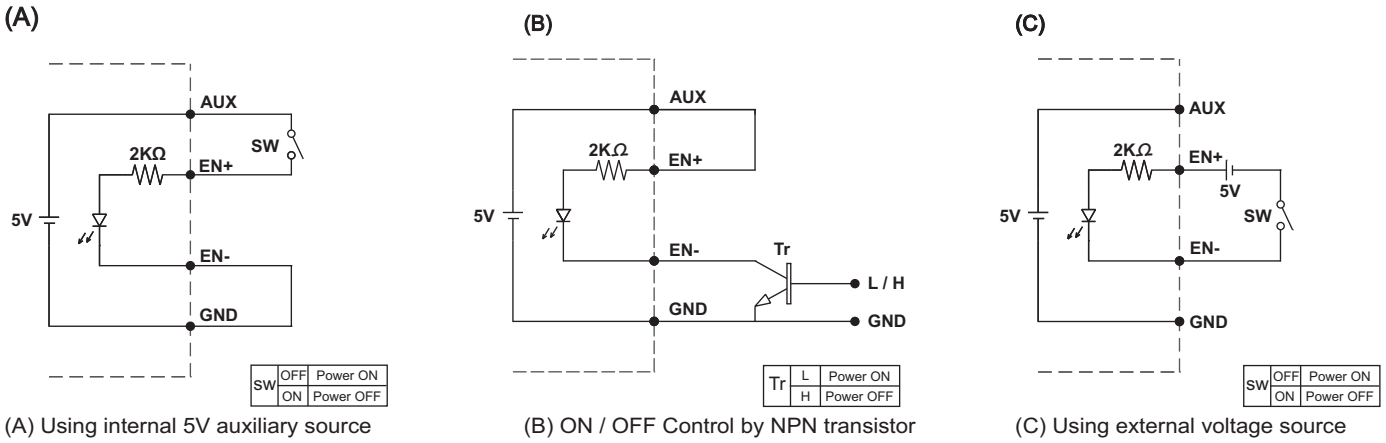 (A)
AUX
SW
2KΩ
EN+
5V
EN-
GND
SW OFF Power ON
ON Power OFF
(A) Using internal 5V auxiliary source
(B)
AUX
2KΩ
EN+
5V
EN-
Tr
L / H
GND
GND
Tr L Power ON
H Power OFF
(B) ON / OFF Control by NPN transistor
(C)
AUX
2KΩ
EN+
5V
5V
SW
EN-
GND
SW OFF Power ON
ON Power OFF
(C) Using external voltage source